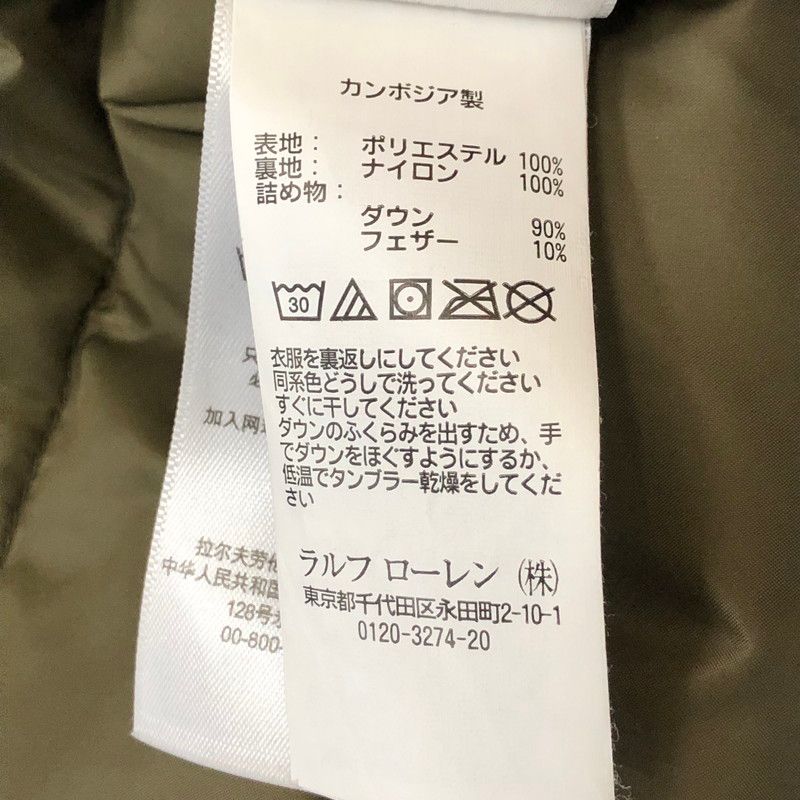 カンボジア製
表地： ポリエステル 100%
裏地： ナイロン 100%
詰め物：
ダウン 90%
フェザー 10%
30
衣服を裏返しにしてください
同系色どうしで洗ってください
すぐに干してください
ダウンのふくらみを出すため、手
でダウンをほぐすようにするか、
低温でタンブラー乾燥をしてくだ
さい
ラルフ ローレン (株)
東京都千代田区永田町2-10-1
0120-3274-20
加入网
拉尔夫劳
中华人民共和国
128号
00-800-